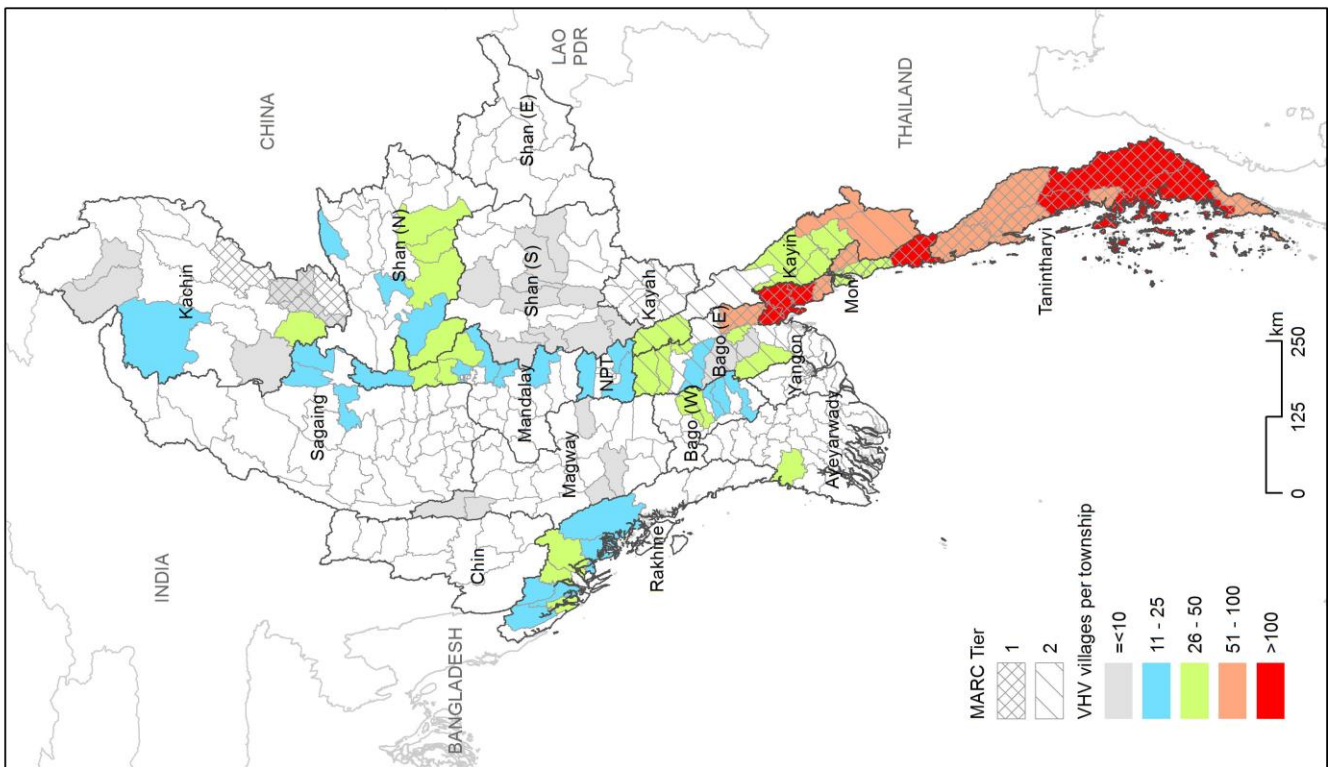 INDIA
CHINA
BANGLADESH
LAO
PDR
THAILAND
Kachin
Sagaing
Shan (N)
Chin
Mandalay
Shan (S)
Shan (E)
Magway
Rakhine
NPT
Kayah
Bago (W)
Bago (E)
Kayin
Yangon
Mon
Ayeyarwady
Tanintharyi
MARC Tier
1
2
VHV villages per township
=<10
11 - 25
26 - 50
51 - 100
>100
0 125 250
km